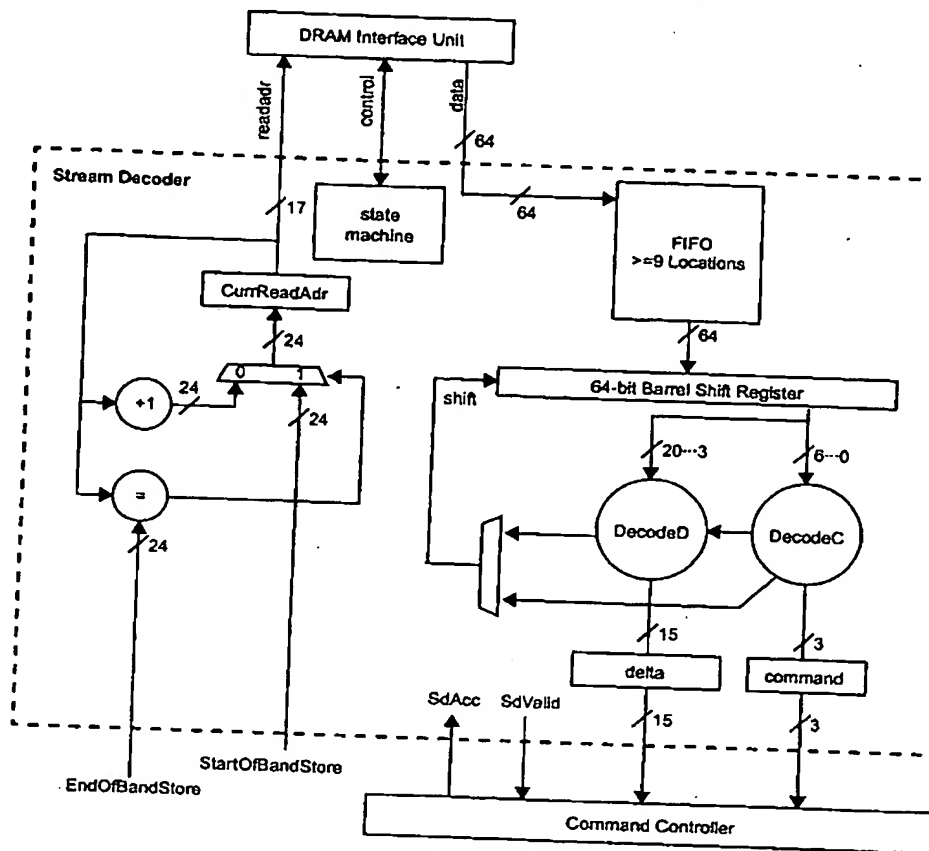 DRAM Interface Unit
readadr
control
data
64
Stream Decoder
17
state
machine
64
FIFO
>=9 Locations
CurrReadAdr
64
24
0 1
64-bit Barrel Shift Register
shift
+1
24
24
20...3
6...0
=
DecodeD
DecodeC
24
15
3
delta
command
SdAcc
SdValid
15
3
StartOfBandStore
EndOfBandStore
Command Controller